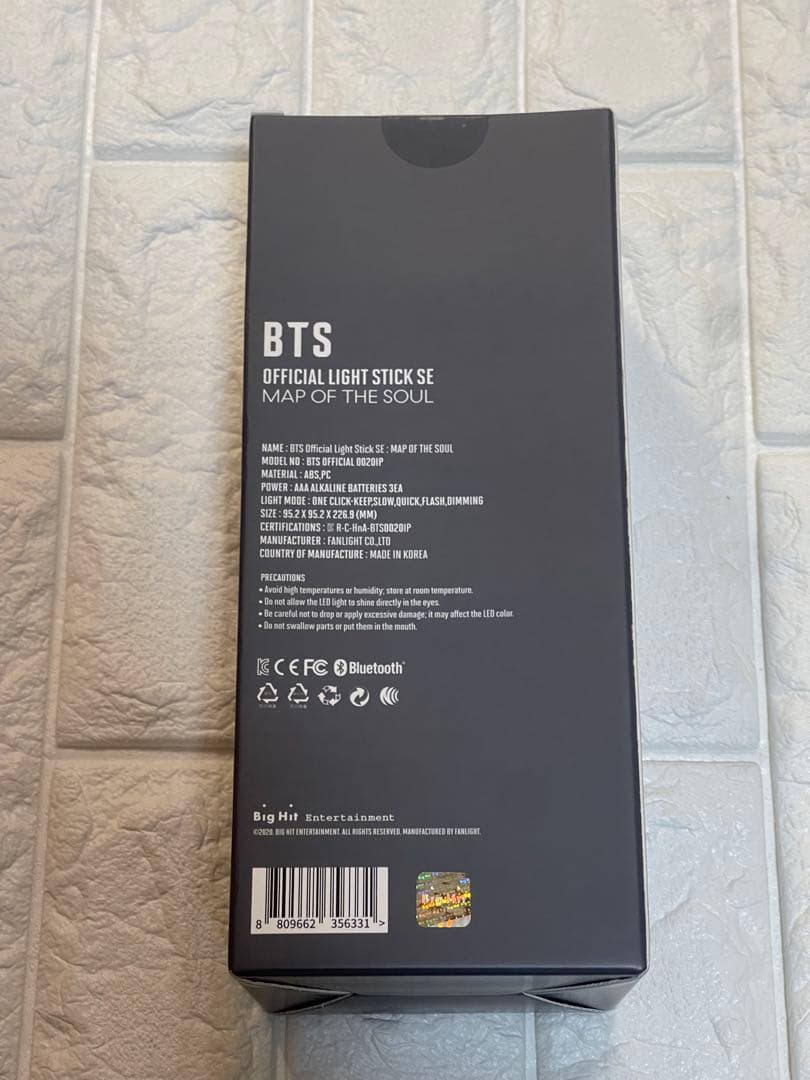 BTS
OFFICIAL LIGHT STICK SE
MAP OF THE SOUL
NAME : BTS Official Light Stick SE : MAP OF THE SOUL
MODEL NO : BTS OFFICIAL 00201P
MATERIAL : ABS,PC
POWER : AAA ALKALINE BATTERIES 3EA
LIGHT MODE : ONE CLICK-KEEP,SLOW,QUICK,FLASH,DIMMING
SIZE : 95.2 X 95.2 X 226.9 (MM)
CERTIFICATIONS : R-C-HnA-BTS00201P
MANUFACTURER : FANLIGHT CO.,LTD
COUNTRY OF MANUFACTURE : MADE IN KOREA
PRECAUTIONS
• Avoid high temperatures or humidity; store at room temperature.
• Do not allow the LED light to shine directly in the eyes.
• Be careful not to drop or apply excessive damage; it may affect the LED color.
• Do not swallow parts or put them in the mouth.
CE FC Bluetooth
Big Hit Entertainment
©2020. BIG HIT ENTERTAINMENT. ALL RIGHTS RESERVED. MANUFACTURED BY FANLIGHT.
8 809662 356331 >